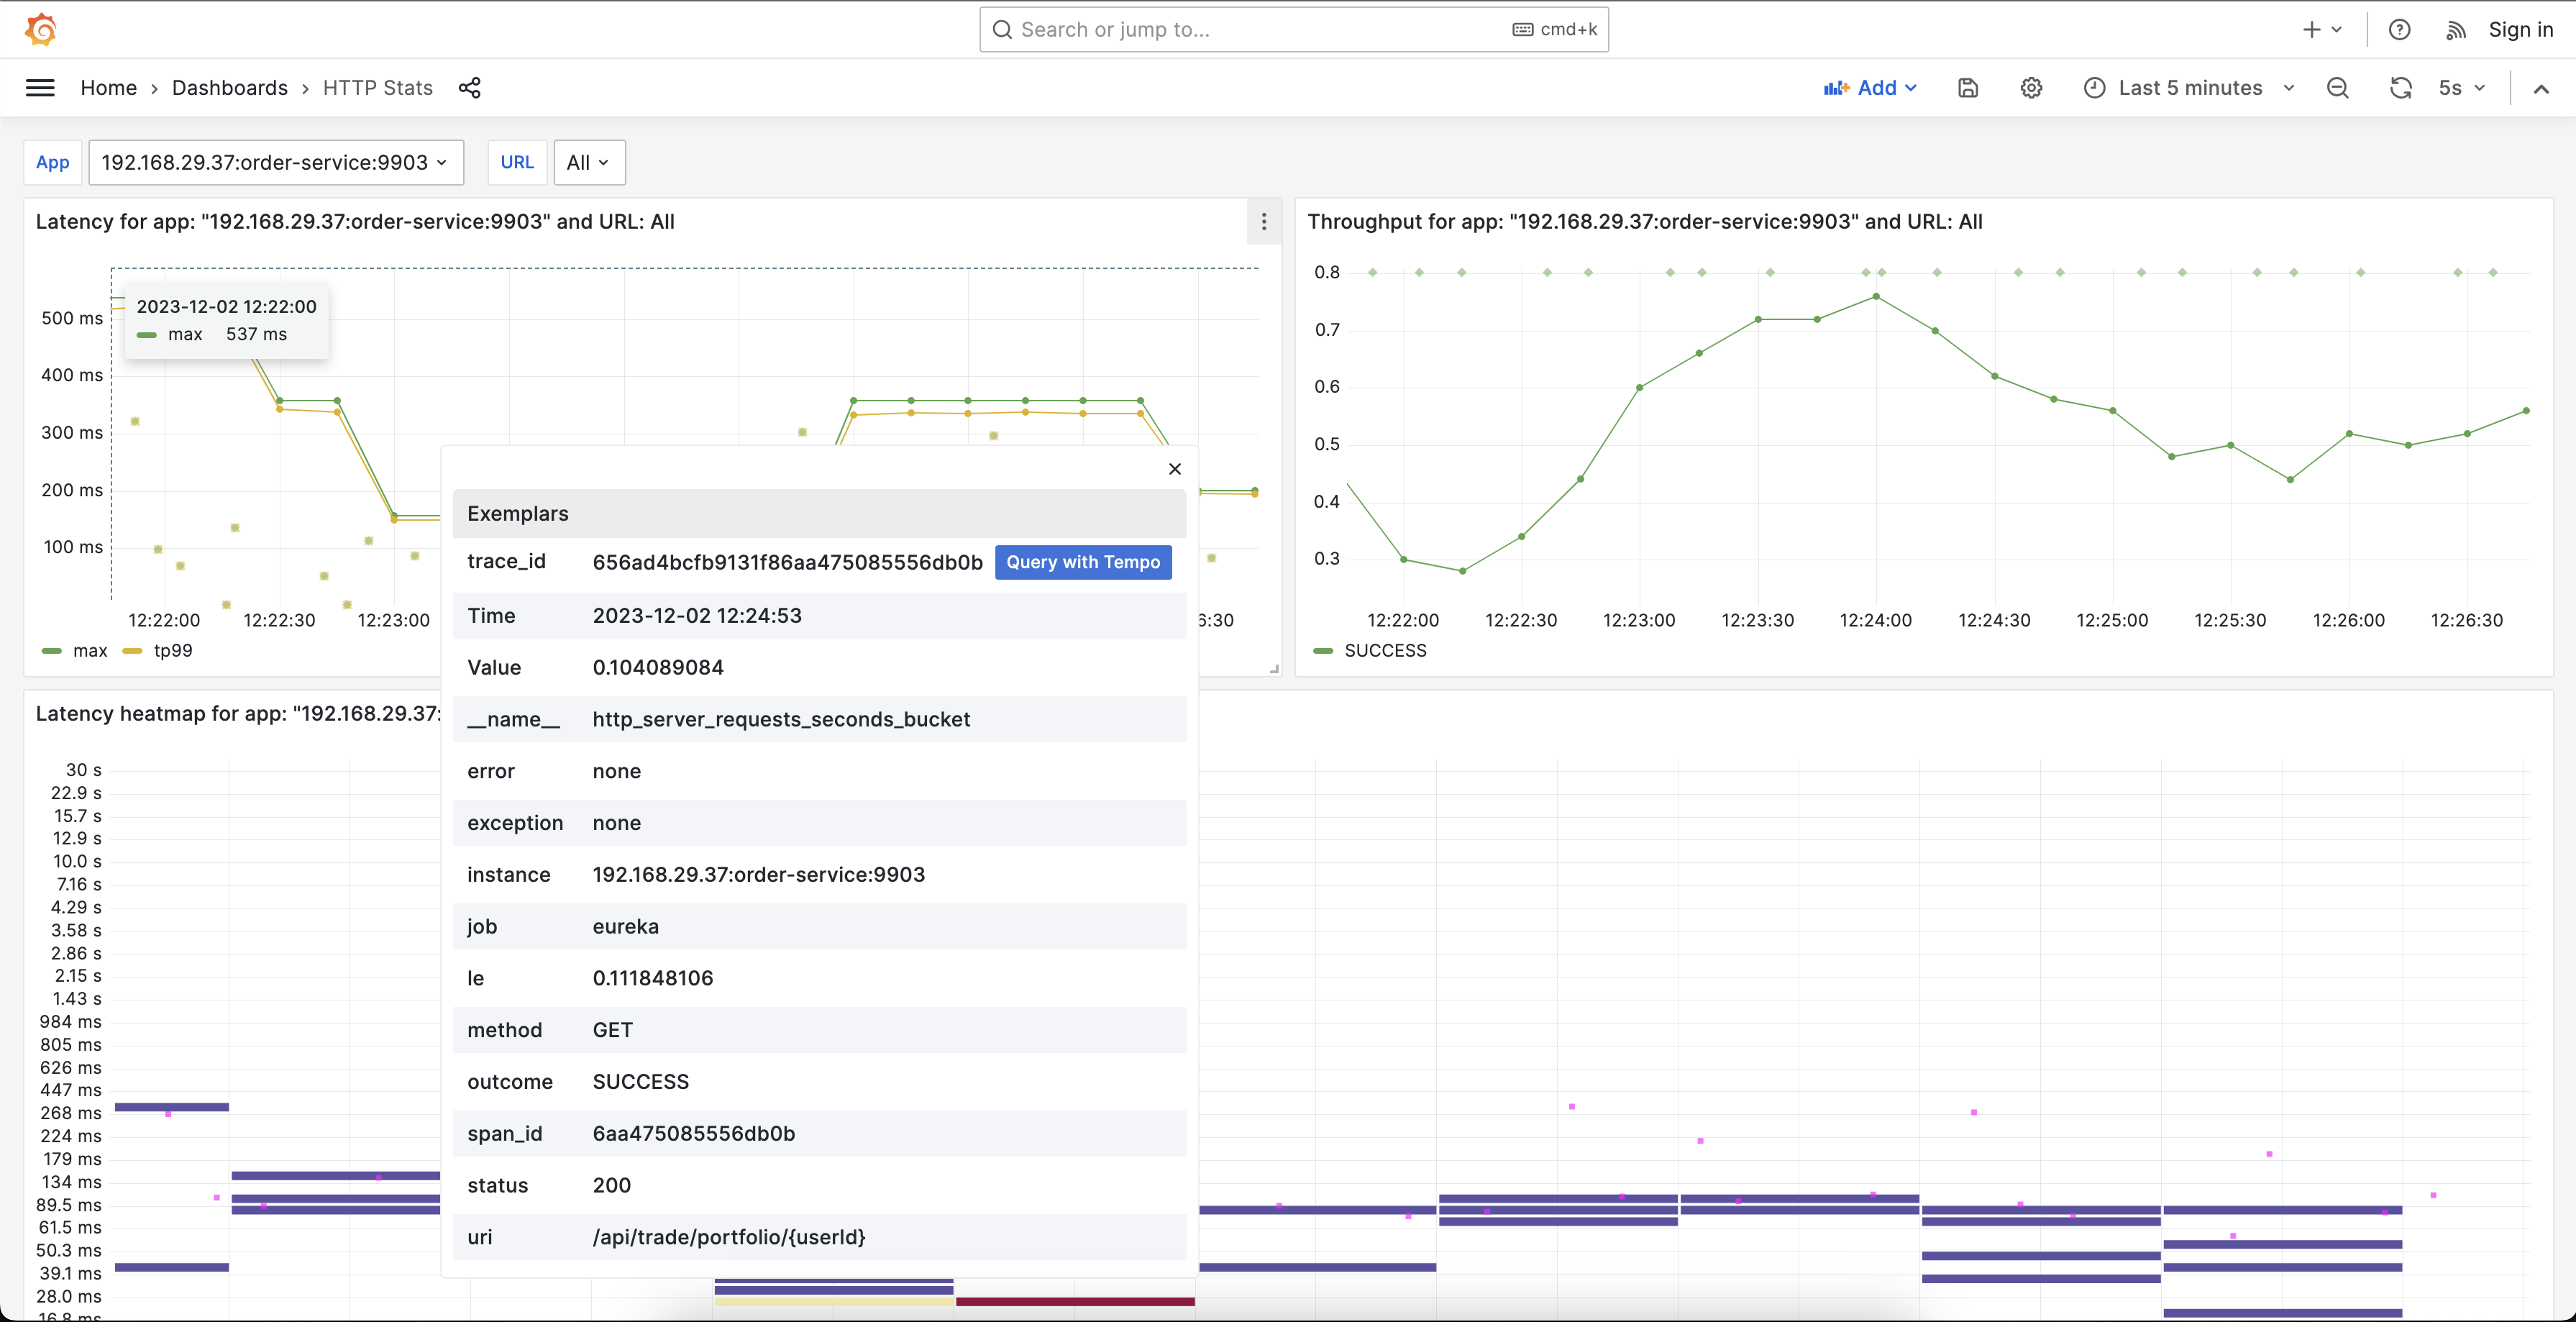 Search or jump to...
cmd+k
Sign in
Home › Dashboards › HTTP Stats
Add
Last 5 minutes
5s
App
192.168.29.37:order-service:9903
URL
All
Latency for app: "192.168.29.37:order-service:9903" and URL: All
2023-12-02 12:22:00
max 537 ms
500 ms
400 ms
300 ms
200 ms
100 ms
12:22:00 12:22:30 12:23:00 6:30
max tp99
Throughput for app: "192.168.29.37:order-service:9903" and URL: All
0.8
0.7
0.6
0.5
0.4
0.3
12:22:00 12:22:30 12:23:00 12:23:30 12:24:00 12:24:30 12:25:00 12:25:30 12:26:00 12:26:30
SUCCESS
Exemplars
trace_id 656ad4bcfb9131f86aa475085556db0b Query with Tempo
Time 2023-12-02 12:24:53
Value 0.104089084
__name__ http_server_requests_seconds_bucket
error none
exception none
instance 192.168.29.37:order-service:9903
job eureka
le 0.111848106
method GET
outcome SUCCESS
span_id 6aa475085556db0b
status 200
uri /api/trade/portfolio/{userId}
Latency heatmap for app: "192.168.29.37:
30 s
22.9 s
15.7 s
12.9 s
10.0 s
7.16 s
4.29 s
3.58 s
2.86 s
2.15 s
1.43 s
984 ms
805 ms
626 ms
447 ms
268 ms
224 ms
179 ms
134 ms
89.5 ms
61.5 ms
50.3 ms
39.1 ms
28.0 ms
16.8 ms